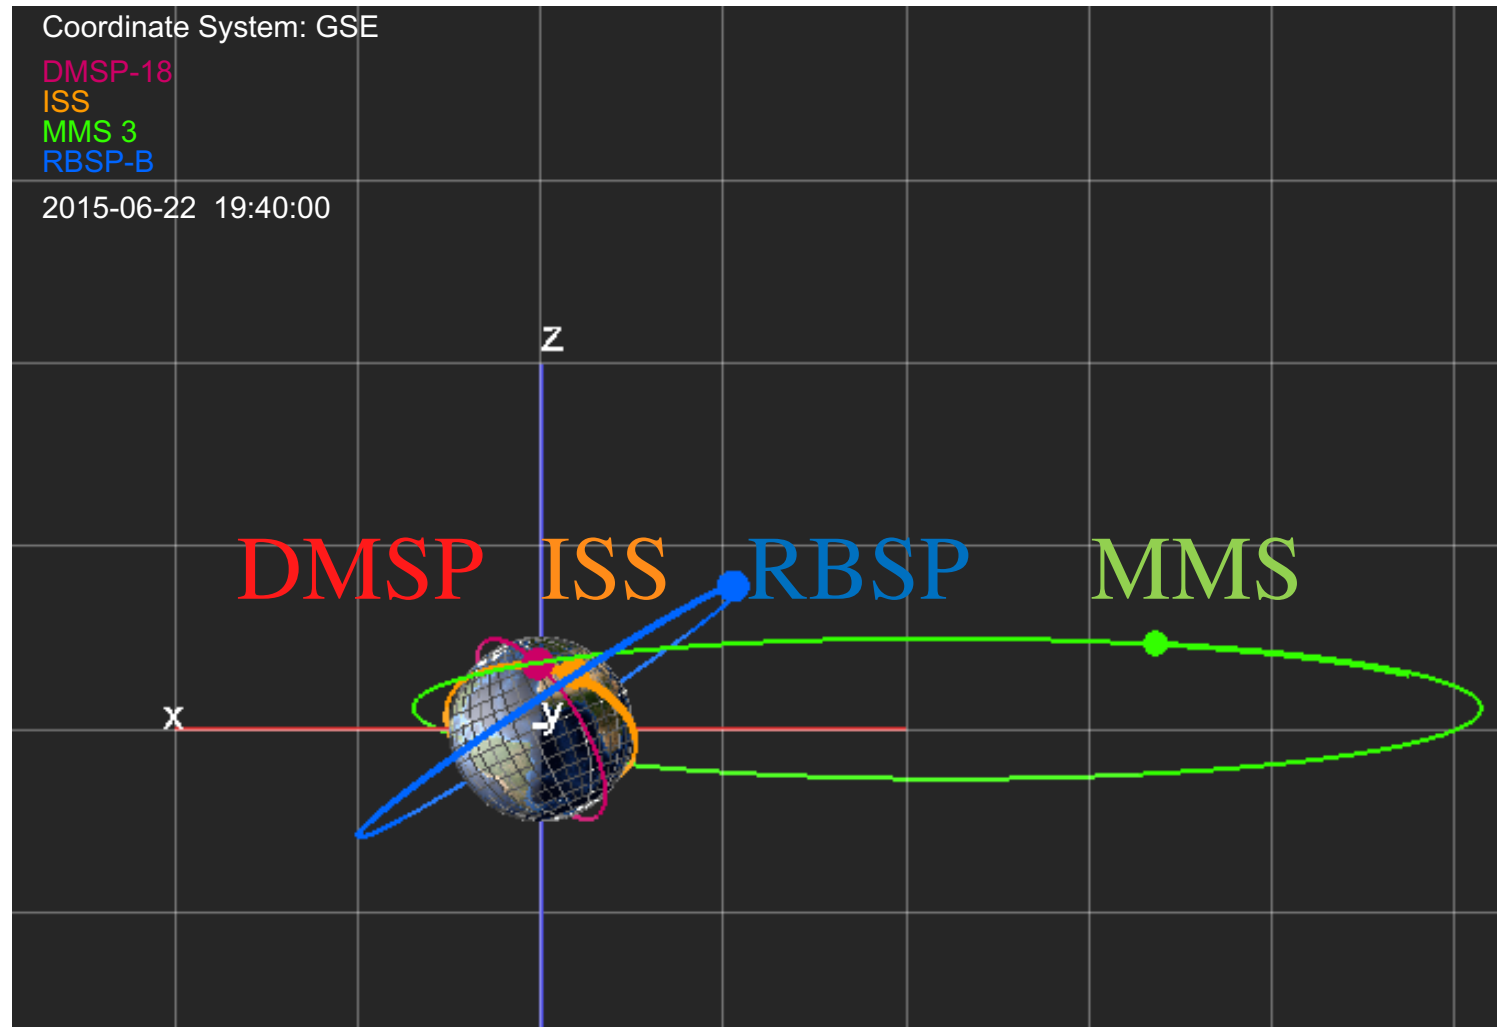 Coordinate System: GSE
DMSP-18
ISS
MMS 3
RBSP-B
2015-06-22 19:40:00
z
DMSP ISS RBSP MMS
x
y